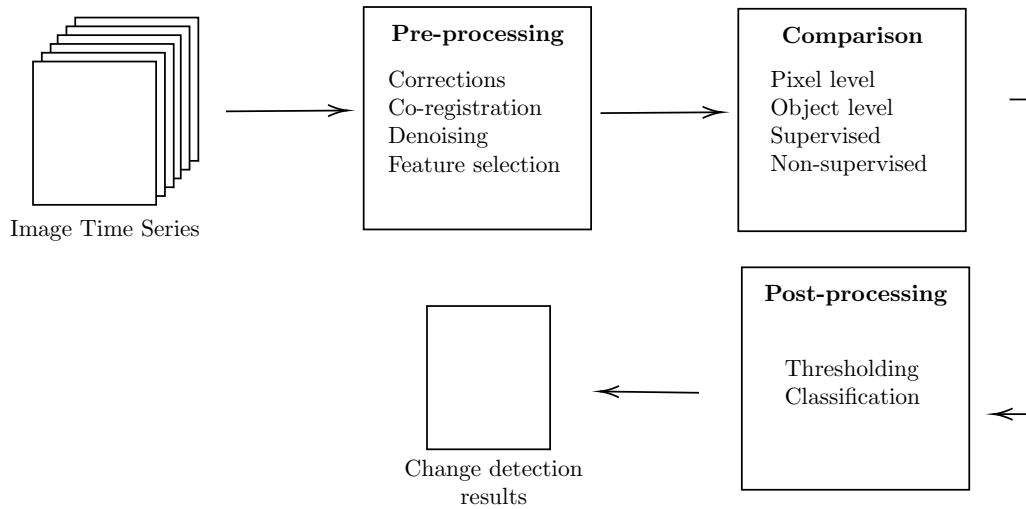 Pre-processing
Corrections
Co-registration
Denoising
Feature selection
Comparison
Pixel level
Object level
Supervised
Non-supervised
Image Time Series
Post-processing
Thresholding
Classification
Change detection
results